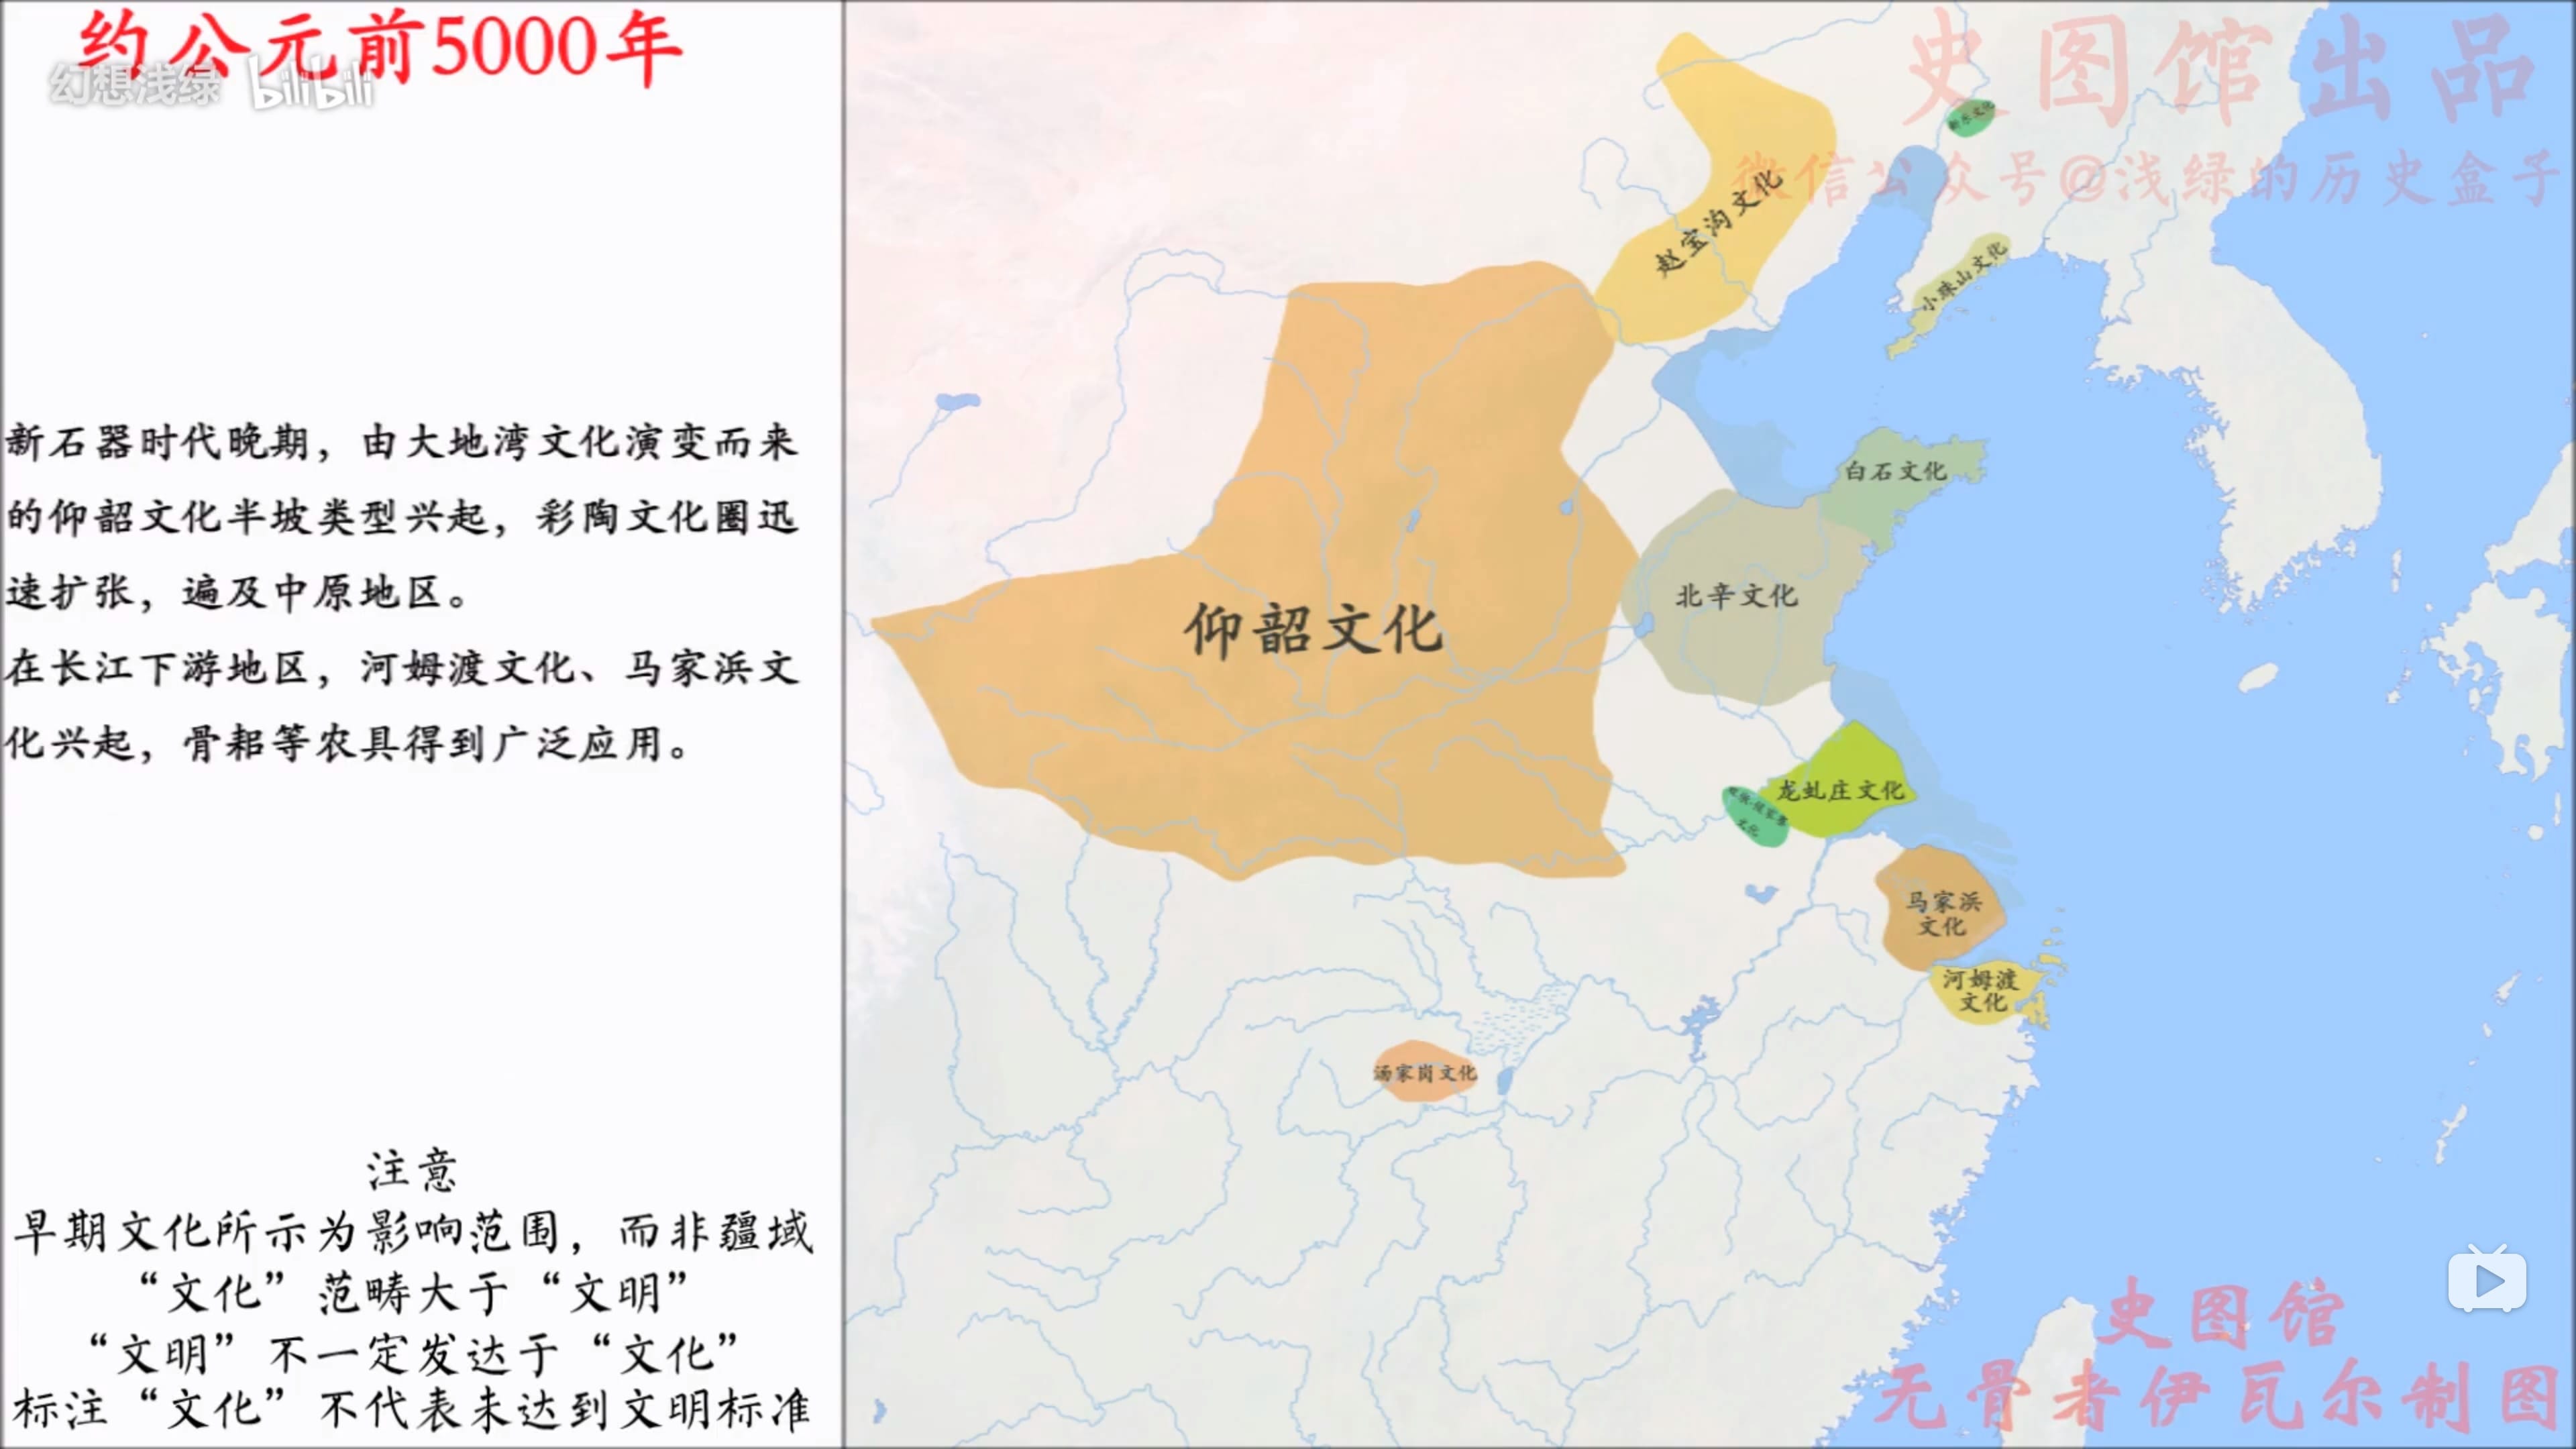 约公元前5000年
幻想浅绿 bilibili
新石器时代晚期，由大地湾文化演变而来
的仰韶文化半坡类型兴起，彩陶文化圈迅
速扩张，遍及中原地区。
在长江下游地区，河姆渡文化、马家浜文
化兴起，骨耜等农具得到广泛应用。
注意
早期文化所示为影响范围，而非疆域
“文化”范畴大于“文明”
“文明”不一定发达于“文化”
标注“文化”不代表未达到文明标准
史图馆出品
微信公众号@浅绿的历史盒子
新乐文化
赵宝沟文化
小珠山文化
白石文化
北辛文化
仰韶文化
龙虬庄文化
文化
马家浜
文化
河姆渡
文化
汤家岗文化
史图馆
无骨者伊瓦尔制图